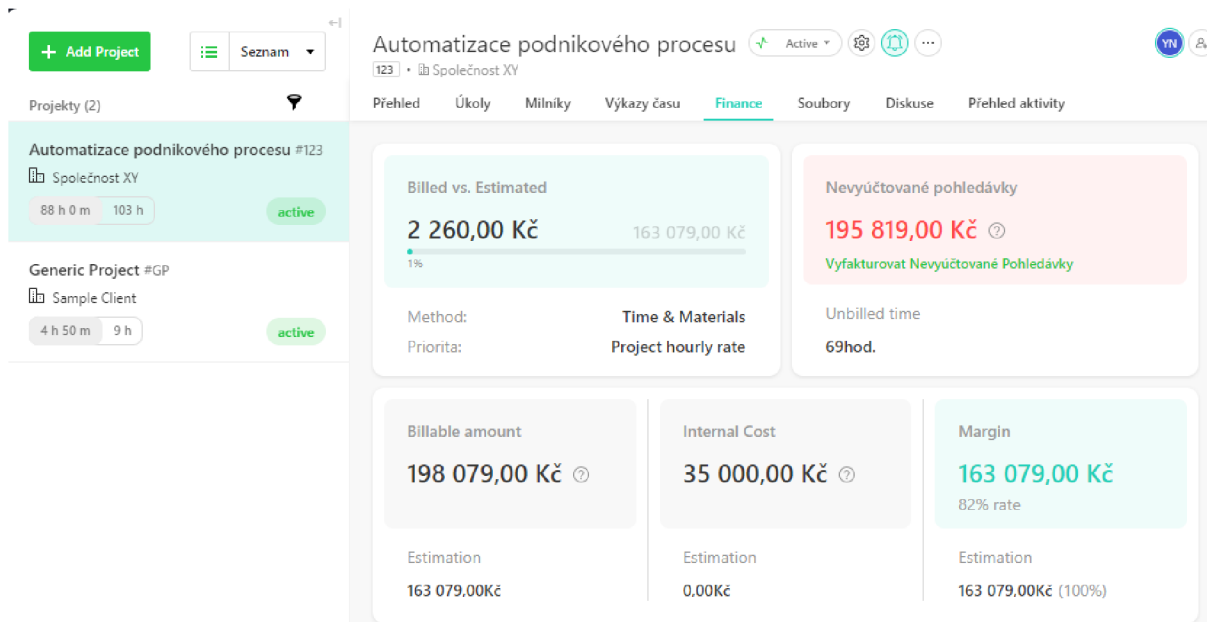 + Add Project
Seznam
Projekty (2)
Automatizace podnikového procesu #123
Společnost XY
88 h 0 m 103 h
active
Generic Project #GP
Sample Client
4 h 50 m 9 h
active
Automatizace podnikového procesu
Active
YN
123 • Společnost XY
Přehled Úkoly Milníky Výkazy času Finance Soubory Diskuse Přehled aktivity
Billed vs. Estimated
2 260,00 Kč 163 079,00 Kč
1%
Method: Time & Materials
Priorita: Project hourly rate
Nevyúčtované pohledávky
195 819,00 Kč ?
Vyfakturovat Nevyúčtované Pohledávky
Unbilled time
69hod.
Billable amount
198 079,00 Kč ?
Estimation
163 079,00Kč
Internal Cost
35 000,00 Kč ?
Estimation
0,00Kč
Margin
163 079,00 Kč
82% rate
Estimation
163 079,00Kč (100%)